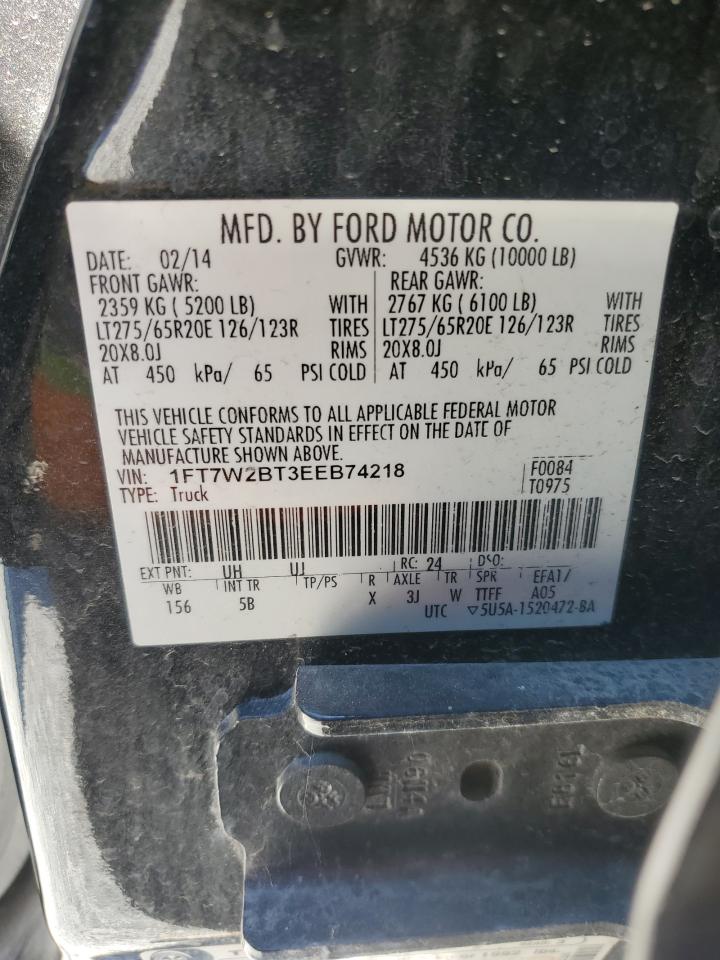 MFD. BY FORD MOTOR CO.
DATE: 02/14 GVWR: 4536 KG (10000 LB)
FRONT GAWR: REAR GAWR:
2359 KG ( 5200 LB) WITH 2767 KG ( 6100 LB) WITH
LT275/65R20E 126/123R TIRES LT275/65R20E 126/123R TIRES
20X8.0J RIMS 20X8.0J RIMS
AT 450 kPa/ 65 PSI COLD AT 450 kPa/ 65 PSI COLD
THIS VEHICLE CONFORMS TO ALL APPLICABLE FEDERAL MOTOR
VEHICLE SAFETY STANDARDS IN EFFECT ON THE DATE OF
MANUFACTURE SHOWN ABOVE.
VIN: 1FT7W2BT3EEB74218 F0084
TYPE: Truck T0975
EXT PNT: UH UJ RC: 24 DSO:
WB INT TR TP/PS R AXLE TR SPR EFA17
156 5B X 3J W TTFF A05
UTC ▽5U5A-1520472-BA